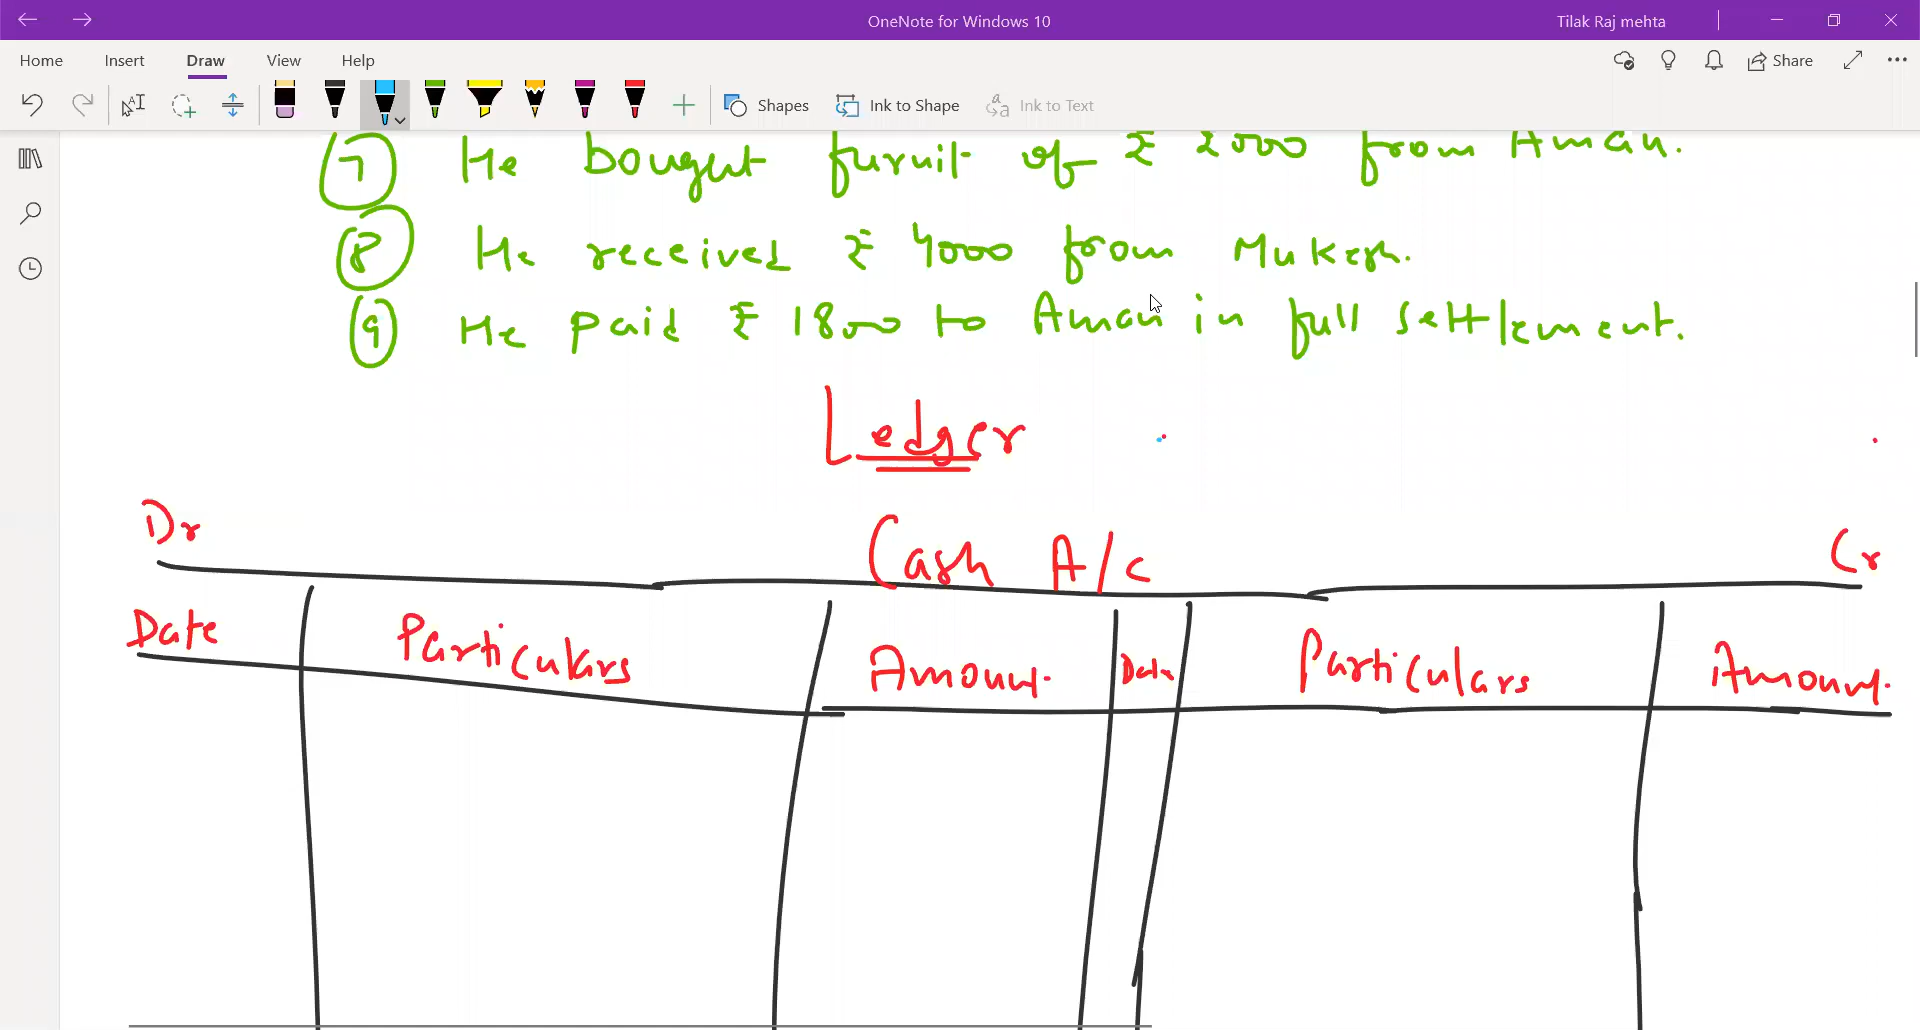 OneNote for Windows 10
Tilak Raj mehta
Home Insert Draw View Help
Share
Shapes Ink to Shape Ink to Text
7 He bought furnit of ₹ 2000 from Aman.
8 He received ₹ 4000 from Mukesh.
9 He paid ₹ 1800 to Aman in full settlement.
Ledger
Dr Cash A/c Cr
Date Particulars Amount. Date Particulars Amount.